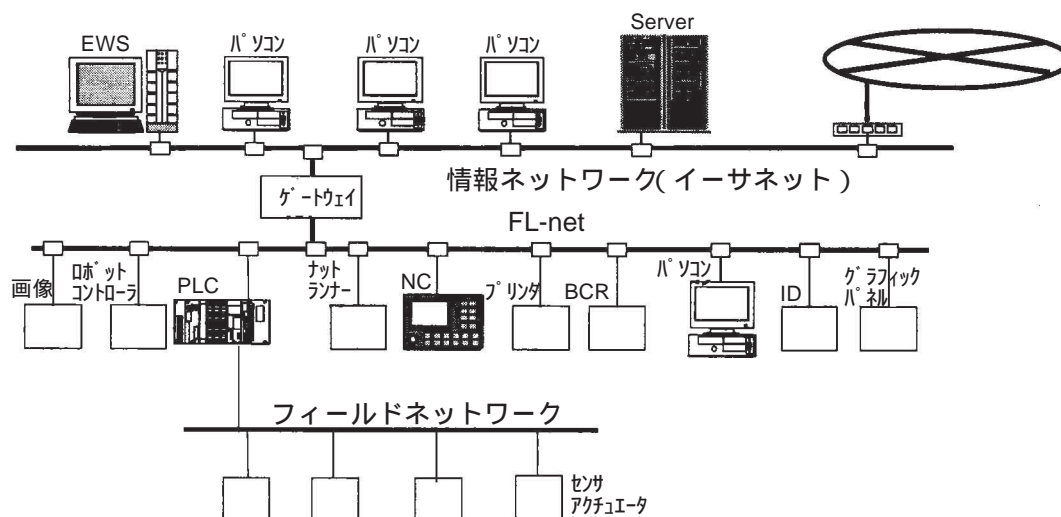 EWS
パソコン
パソコン
パソコン
Server
情報ネットワーク(イーサネット)
ゲートウェイ
FL-net
画像
ロボット
コントローラ
PLC
ナット
ランナー
NC
プリンタ
BCR
パソコン
ID
グラフィック
パネル
フィールドネットワーク
センサ
アクチュエータ